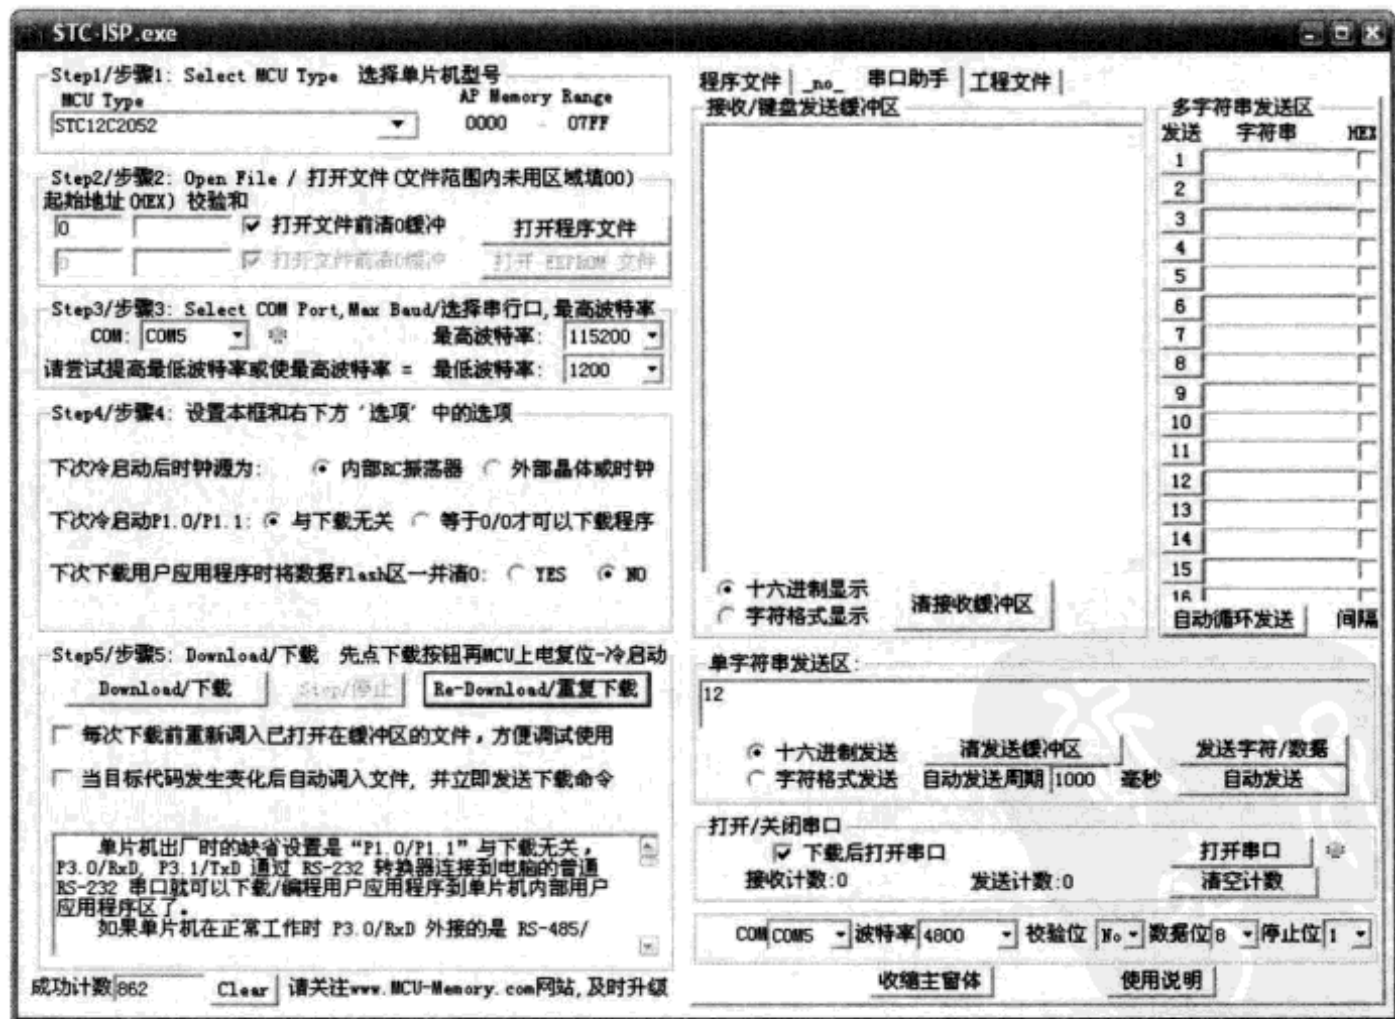 STC-ISP.exe
Step1/步骤1: Select MCU Type 选择单片机型号
MCU Type AP Memory Range
STC12C2052 0000 - 07FF
Step2/步骤2: Open File / 打开文件(文件范围内未用区域填00)
起始地址(HEX) 校验和
0 打开文件前清0缓冲 打开程序文件
0 打开文件前清0缓冲 打开 EEPROM 文件
Step3/步骤3: Select COM Port,Max Baud/选择串行口,最高波特率
COM: COM5 最高波特率: 115200
请尝试提高最低波特率或使最高波特率 = 最低波特率: 1200
Step4/步骤4: 设置本框和右下方 '选项' 中的选项
下次冷启动后时钟源为: 内部RC振荡器 外部晶体或时钟
下次冷启动P1.0/P1.1: 与下载无关 等于0/0才可以下载程序
下次下载用户应用程序时将数据Flash区一并清0: YES NO
Step5/步骤5: Download/下载 先点下载按钮再MCU上电复位-冷启动
Download/下载 Stop/停止 Re-Download/重复下载
每次下载前重新调入已打开在缓冲区的文件，方便调试使用
当目标代码发生变化后自动调入文件, 并立即发送下载命令
单片机出厂时的缺省设置是“P1.0/P1.1”与下载无关，
P3.0/RxD, P3.1/TxD 通过 RS-232 转换器连接到电脑的普通
RS-232 串口就可以下载/编程用户应用程序到单片机内部用户
应用程序区了。
如果单片机在正常工作时 P3.0/RxD 外接的是 RS-485/
成功计数 862 Clear 请关注www.MCU-Memory.com网站,及时升级
程序文件 _no_ 串口助手 工程文件
接收/键盘发送缓冲区
十六进制显示
字符格式显示
清接收缓冲区
多字符串发送区
发送 字符串 HEX
1
2
3
4
5
6
7
8
9
10
11
12
13
14
15
16
自动循环发送 间隔
单字符串发送区:
12
十六进制发送 清发送缓冲区 发送字符/数据
字符格式发送 自动发送周期 1000 毫秒 自动发送
打开/关闭串口
下载后打开串口 打开串口
接收计数:0 发送计数:0 清空计数
COM COM5 波特率 4800 校验位 No 数据位 8 停止位 1
收缩主窗体 使用说明